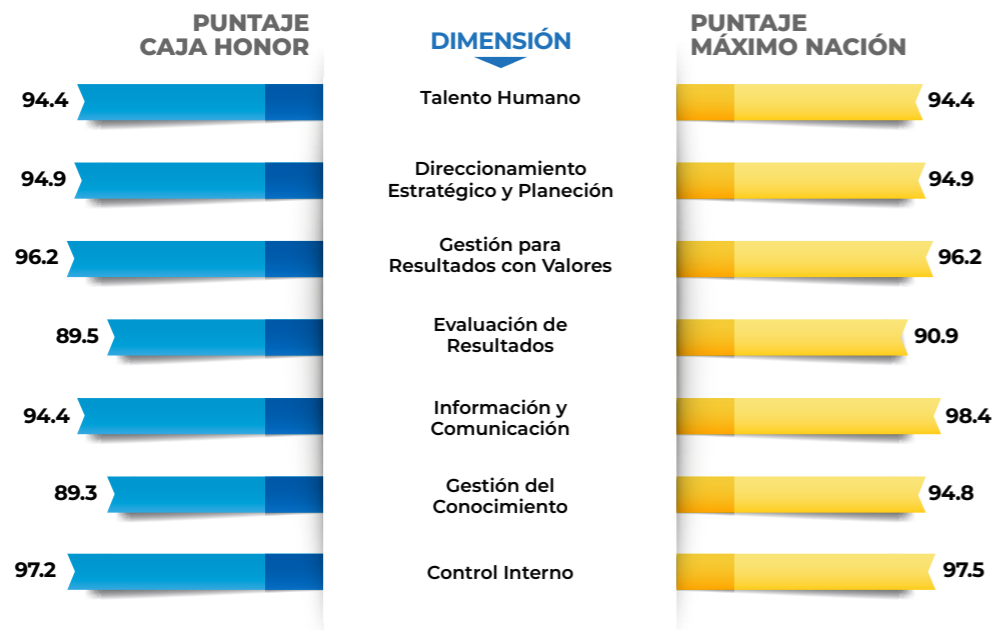 PUNTAJE
CAJA HONOR
DIMENSIÓN
PUNTAJE
MÁXIMO NACIÓN
94.4
Talento Humano
94.4
94.9
Direccionamiento
Estratégico y Planeción
94.9
96.2
Gestión para
Resultados con Valores
96.2
89.5
Evaluación de
Resultados
90.9
94.4
Información y
Comunicación
98.4
89.3
Gestión del
Conocimiento
94.8
97.2
Control Interno
97.5